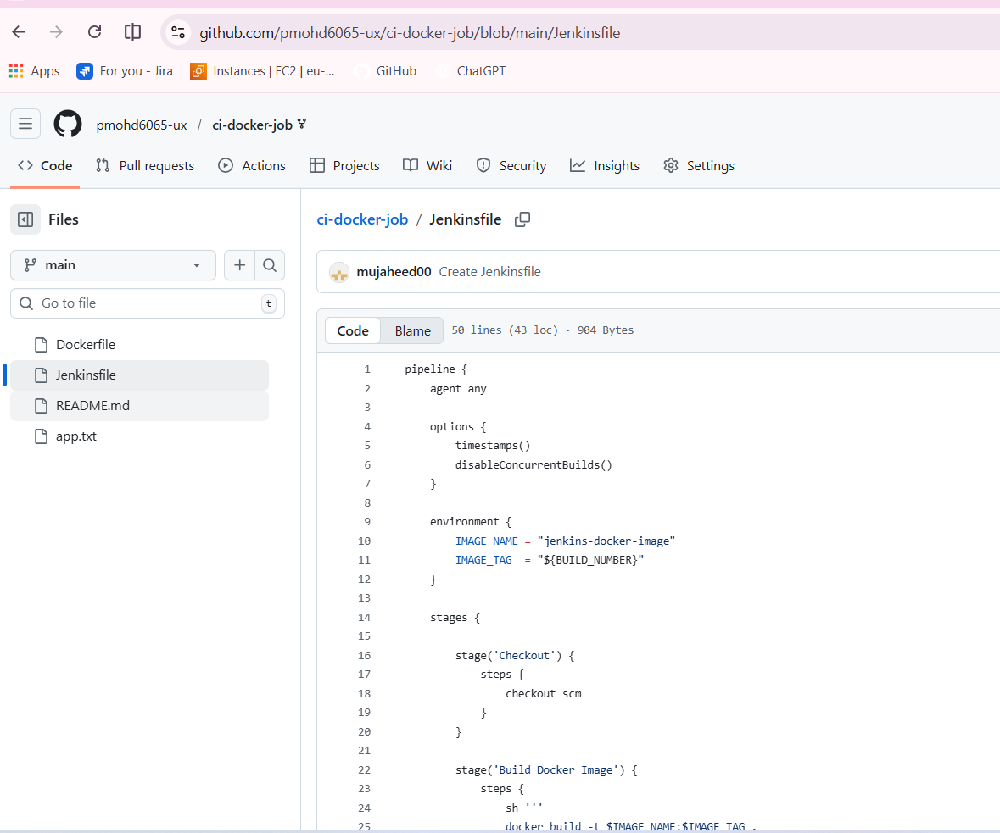 github.com/pmohd6065-ux/ci-docker-job/blob/main/Jenkinsfile
Apps For you - Jira Instances | EC2 | eu-... GitHub ChatGPT
pmohd6065-ux / ci-docker-job
Code Pull requests Actions Projects Wiki Security Insights Settings
Files
main
Go to file t
Dockerfile
Jenkinsfile
README.md
app.txt
ci-docker-job / Jenkinsfile
mujaheed00 Create Jenkinsfile
Code Blame 50 lines (43 loc) · 904 Bytes
1 pipeline {
2 agent any
3
4 options {
5 timestamps()
6 disableConcurrentBuilds()
7 }
8
9 environment {
10 IMAGE_NAME = "jenkins-docker-image"
11 IMAGE_TAG = "${BUILD_NUMBER}"
12 }
13
14 stages {
15
16 stage('Checkout') {
17 steps {
18 checkout scm
19 }
20 }
21
22 stage('Build Docker Image') {
23 steps {
24 sh '''
25 docker build -t $IMAGE_NAME:$IMAGE_TAG .